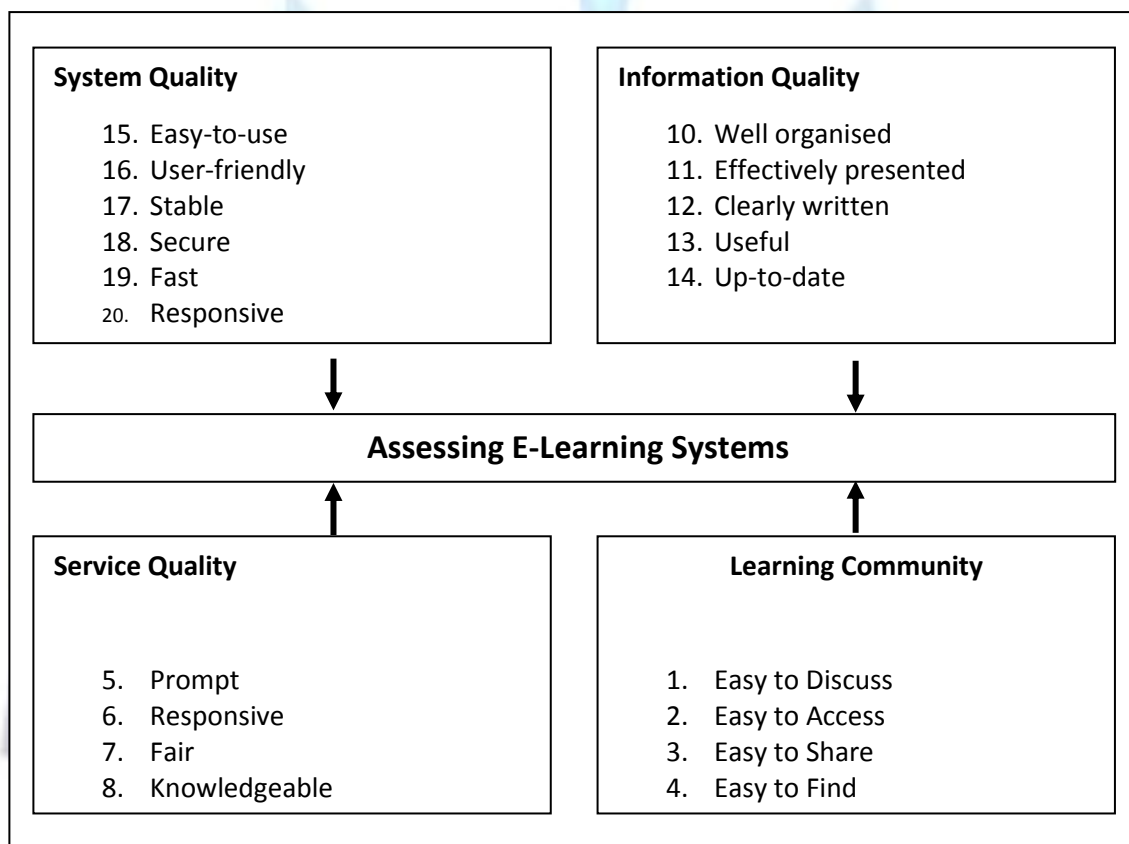 System Quality
15. Easy-to-use
16. User-friendly
17. Stable
18. Secure
19. Fast
20. Responsive
Information Quality
10. Well organised
11. Effectively presented
12. Clearly written
13. Useful
14. Up-to-date
Assessing E-Learning Systems
Service Quality
5. Prompt
6. Responsive
7. Fair
8. Knowledgeable
Learning Community
1. Easy to Discuss
2. Easy to Access
3. Easy to Share
4. Easy to Find